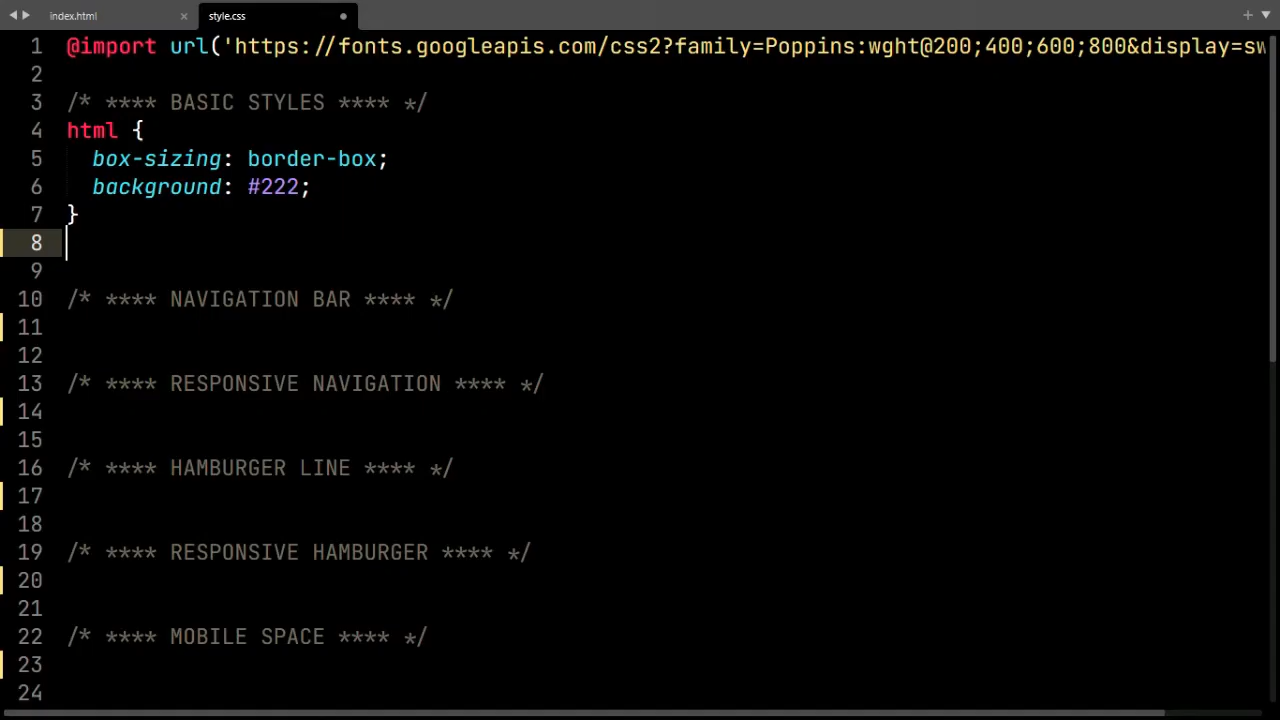 index.html
style.css
1 @import url('https://fonts.googleapis.com/css2?family=Poppins:wght@200;400;600;800&display=sw
2
3 /* **** BASIC STYLES **** */
4 html {
5 box-sizing: border-box;
6 background: #222;
7 }
8
9
10 /* **** NAVIGATION BAR **** */
11
12
13 /* **** RESPONSIVE NAVIGATION **** */
14
15
16 /* **** HAMBURGER LINE **** */
17
18
19 /* **** RESPONSIVE HAMBURGER **** */
20
21
22 /* **** MOBILE SPACE **** */
23
24